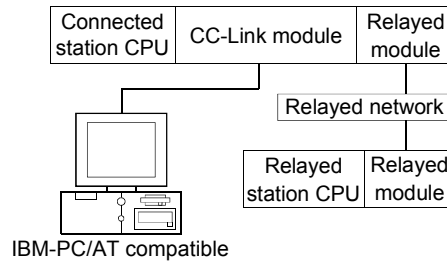 Connected
station CPU
CC-Link module
Relayed
module
Relayed network
Relayed
station CPU
Relayed
module
IBM-PC/AT compatible